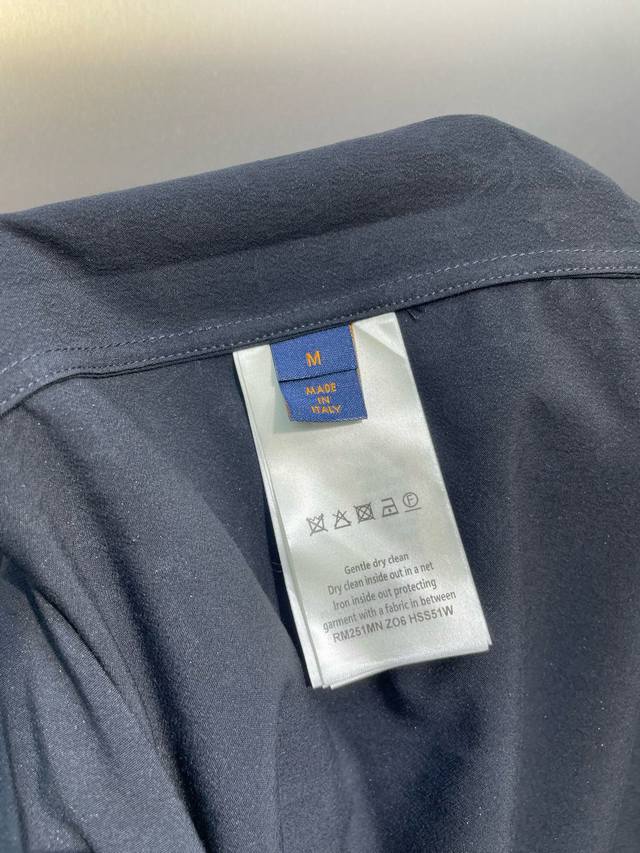 M
MADE
IN
ITALY
F
Gentle dry clean
Dry clean inside out in a net
Iron inside out protecting
garment with a fabric in between
RM251MN ZO6 HSS51W